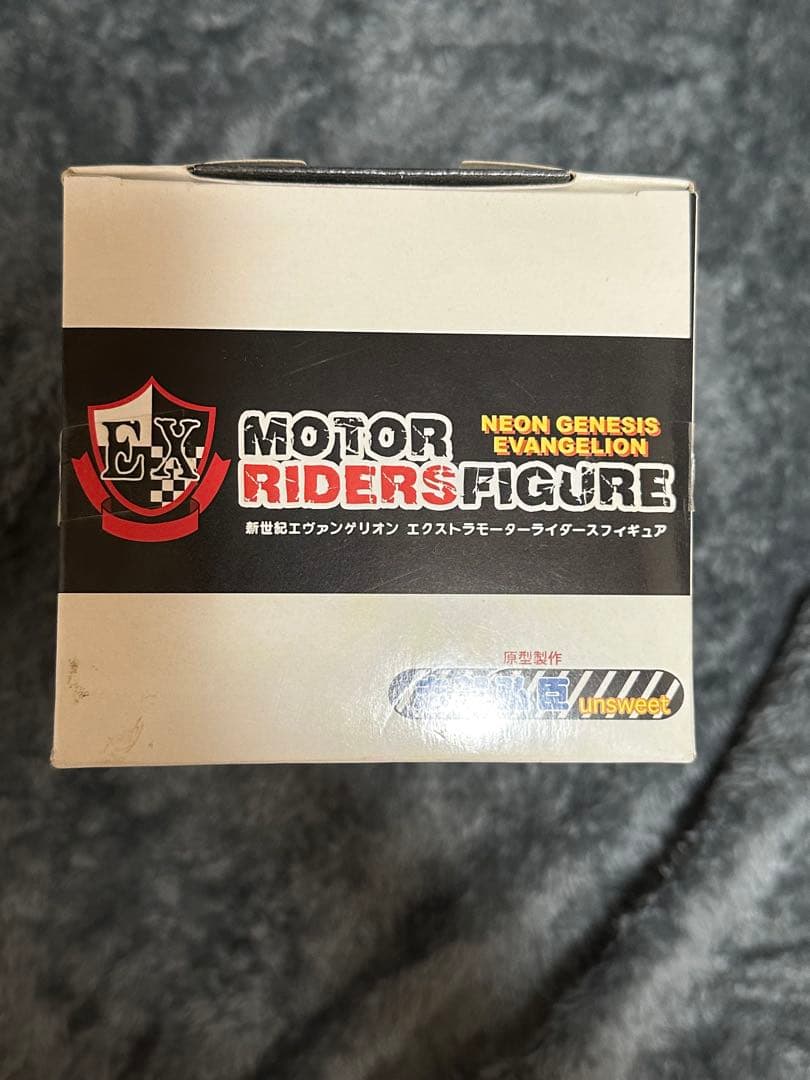 EX
MOTOR
NEON GENESIS
EVANGELION
RIDERSFIGURE
新世紀エヴァンゲリオン エクストラモーターライダースフィギュア
原型製作
unsweet